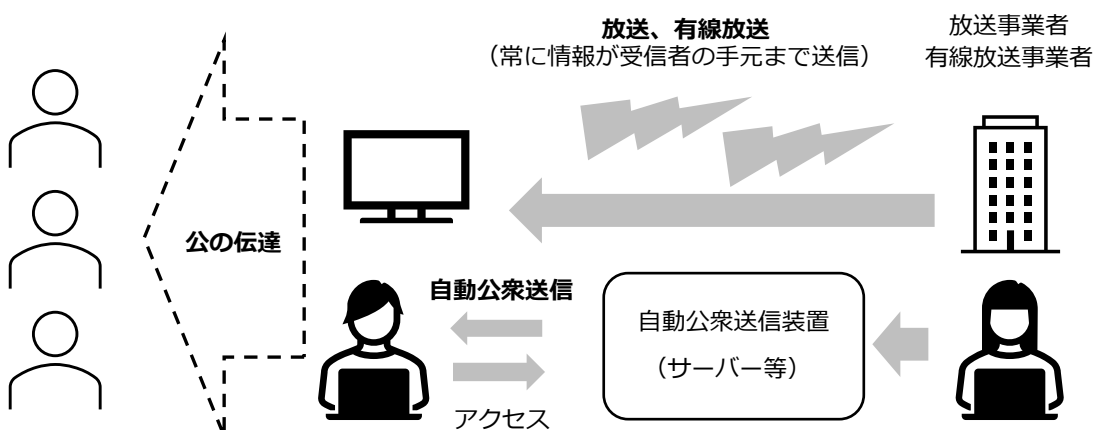 放送、有線放送
（常に情報が受信者の手元まで送信）
放送事業者
有線放送事業者
公の伝達
自動公衆送信
アクセス
自動公衆送信装置
（サーバー等）